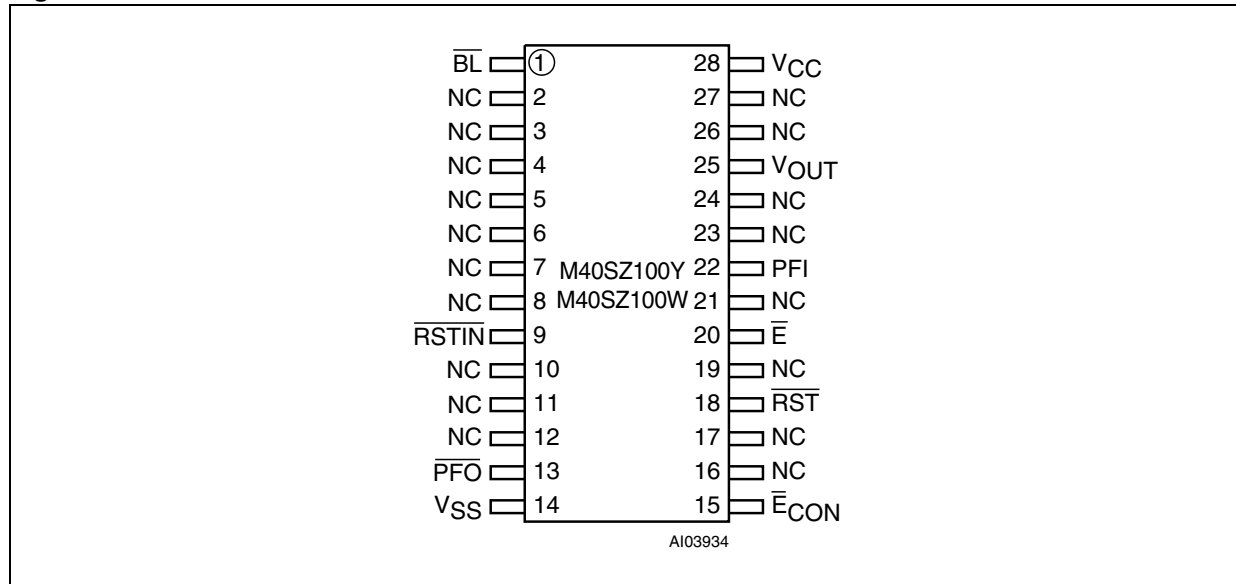 BL 1 28 VCC
NC 2 27 NC
NC 3 26 NC
NC 4 25 VOUT
NC 5 24 NC
NC 6 23 NC
NC 7 M40SZ100Y 22 PFI
NC 8 M40SZ100W 21 NC
RSTIN 9 20 E
NC 10 19 NC
NC 11 18 RST
NC 12 17 NC
PFO 13 16 NC
VSS 14 15 ECON
AI03934